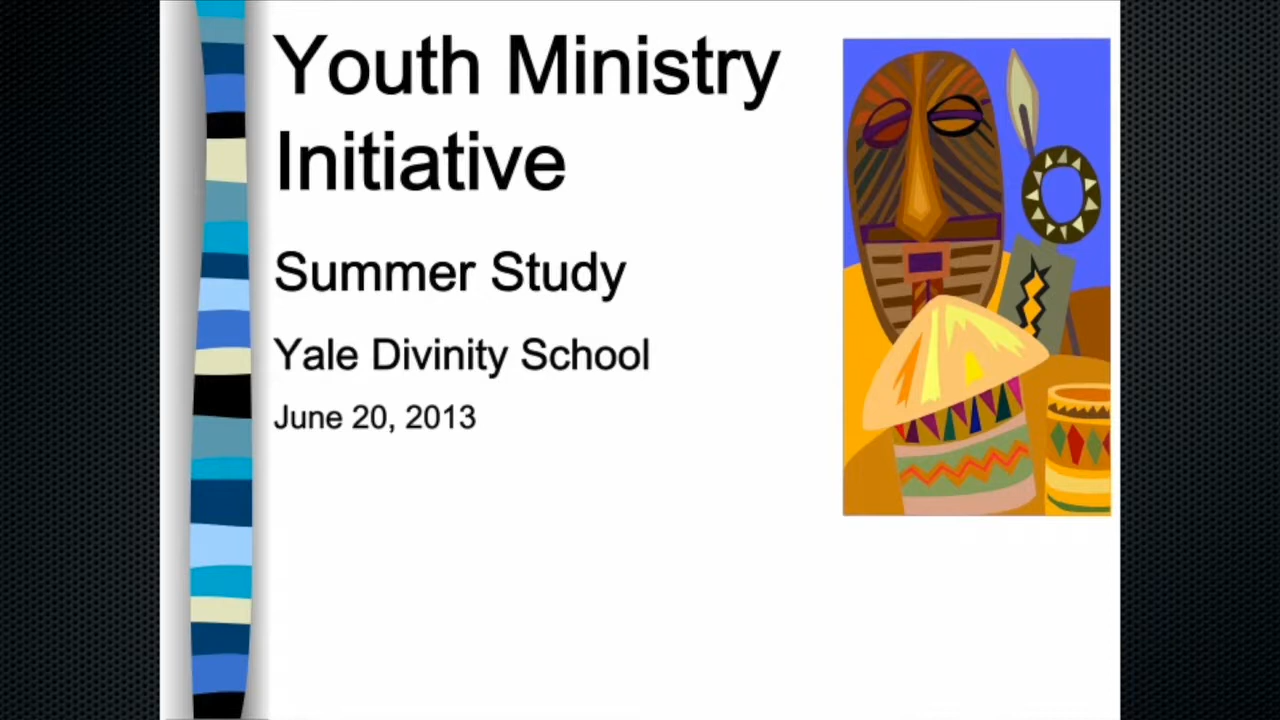 Youth Ministry
Initiative
Summer Study
Yale Divinity School
June 20, 2013